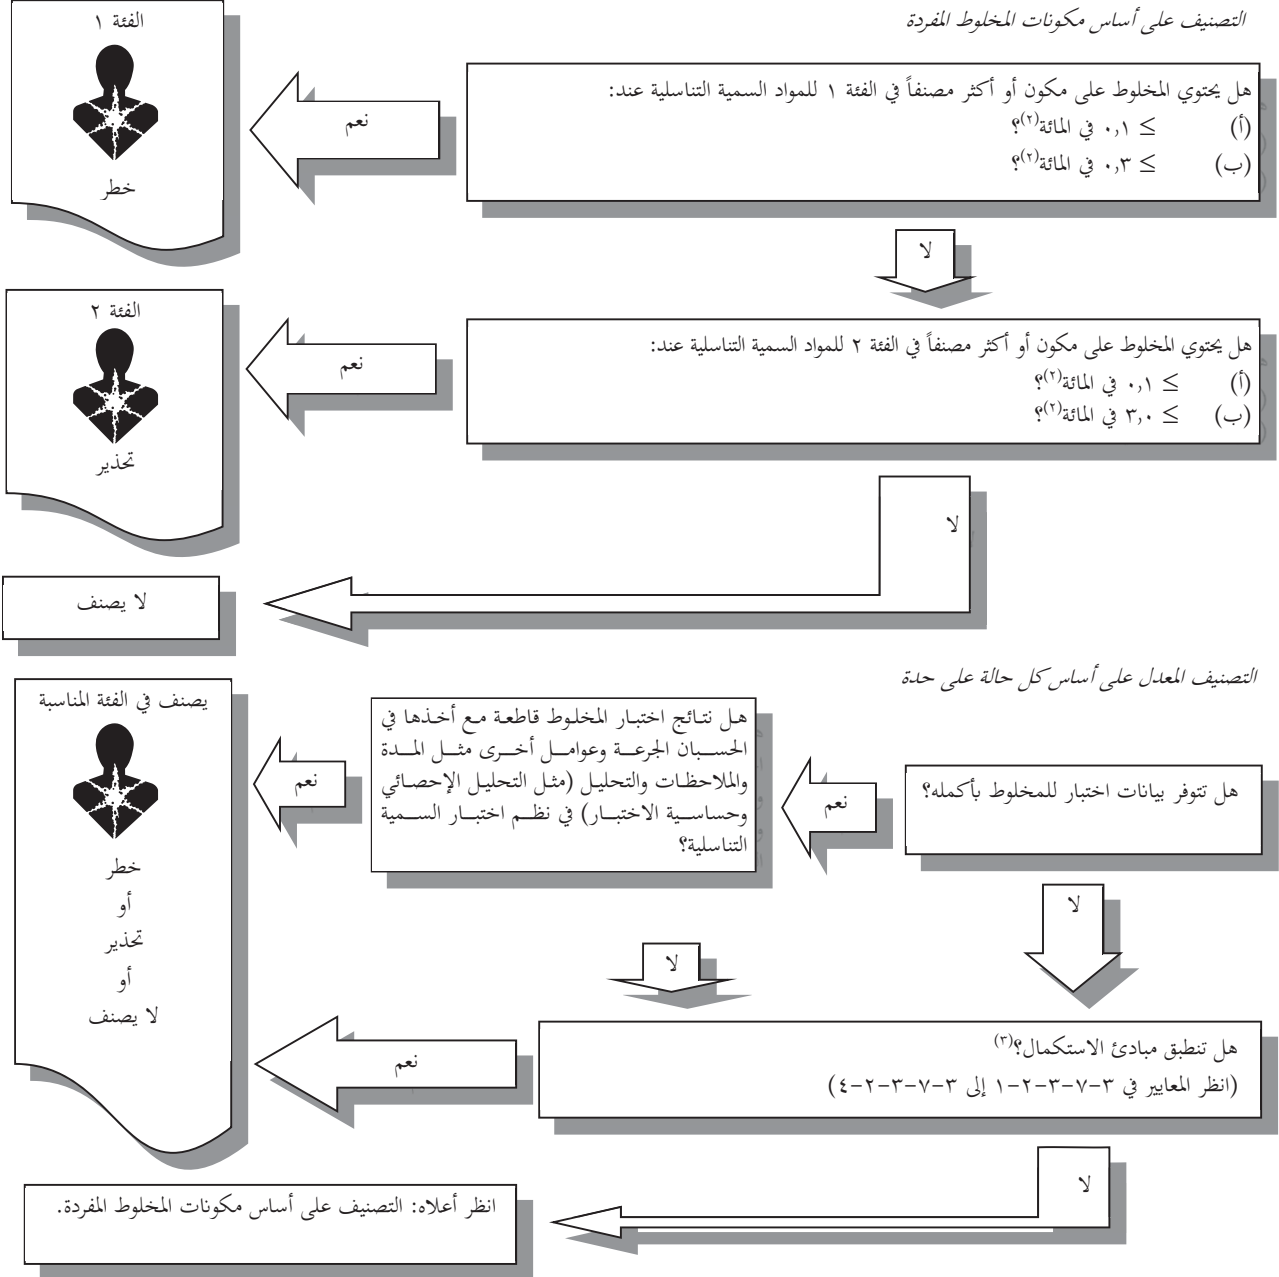 التصنيف على أساس مكونات المخلوط المفردة
هل يحتوي المخلوط على مكون أو أكثر مصنفاً في الفئة ١ للمواد السمية التناسلية عند:
(أ) ≥ ٠,١ في المائة(٢)؟
(ب) ≥ ٠,٣ في المائة(٢)؟
نعم
الفئة ١
خطر
لا
هل يحتوي المخلوط على مكون أو أكثر مصنفاً في الفئة ٢ للمواد السمية التناسلية عند:
(أ) ≥ ٠,١ في المائة(٢)؟
(ب) ≥ ٣,٠ في المائة(٢)؟
نعم
الفئة ٢
تحذير
لا
لا يصنف
التصنيف المعدل على أساس كل حالة على حدة
هل تتوفر بيانات اختبار للمخلوط بأكمله؟
نعم
هل نتائج اختبار المخلوط قاطعة مع أخذها في
الحسبان الجرعة وعوامل أخرى مثل المدة
والملاحظات والتحليل (مثل التحليل الإحصائي
وحساسية الاختبار) في نظم اختبار السمية
التناسلية؟
نعم
يصنف في الفئة المناسبة
خطر
أو
تحذير
أو
لا يصنف
لا
لا
هل تنطبق مبادئ الاستكمال؟(٣)
(انظر المعايير في ٣-٧-٣-٢-١ إلى ٣-٧-٣-٢-٤)
نعم
لا
انظر أعلاه: التصنيف على أساس مكونات المخلوط المفردة.